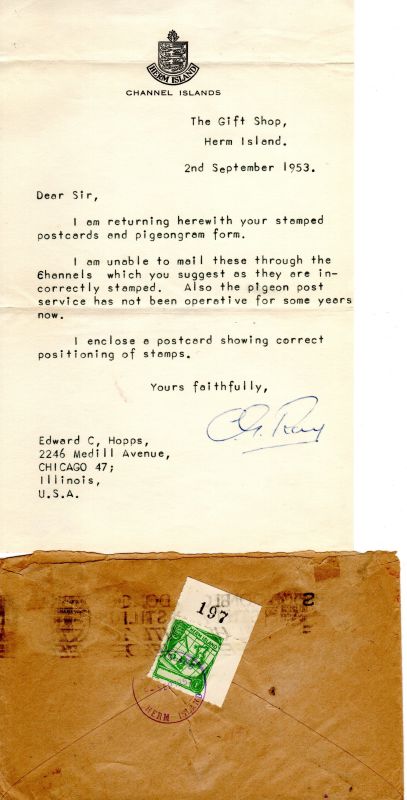 HERM ISLAND
CHANNEL ISLANDS
The Gift Shop,
Herm Island.
2nd September 1953.
Dear Sir,
I am returning herewith your stamped
postcards and pigeongram form.
I am unable to mail these through the
Channels which you suggest as they are in-
correctly stamped. Also the pigeon post
service has not been operative for some years
now.
I enclose a postcard showing correct
positioning of stamps.
Yours faithfully,
Edward C, Hopps,
2246 Medill Avenue,
CHICAGO 47;
Illinois,
U.S.A.
197
HERM ISLAND
HERM ISLAND